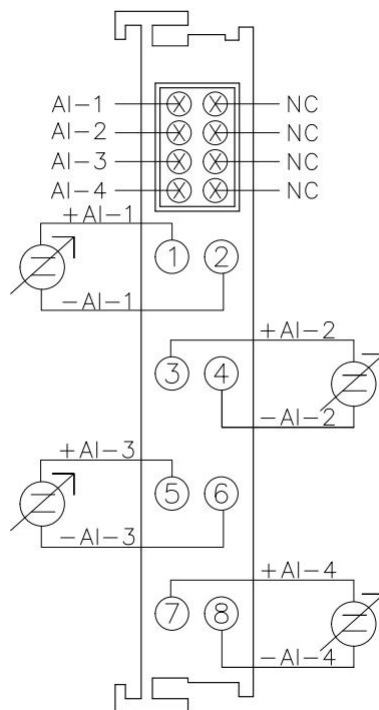 AI-1 NC
AI-2 NC
AI-3 NC
AI-4 NC
+AI-1
1 2
-AI-1
+AI-2
3 4
-AI-2
+AI-3
5 6
-AI-3
+AI-4
7 8
-AI-4